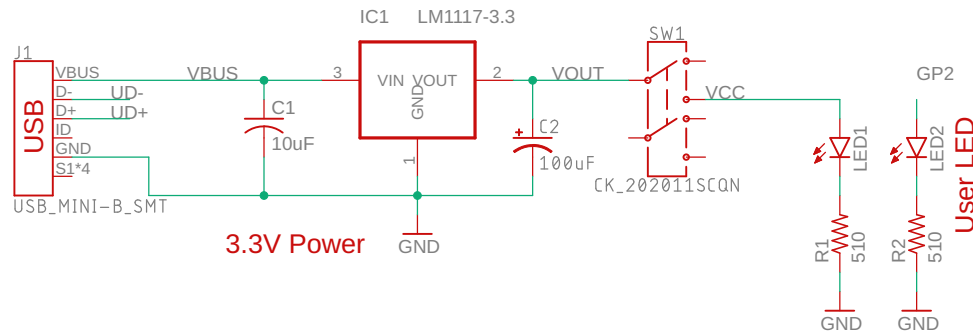 IC1 LM1117-3.3
J1
SW1
VBUS
VBUS
3
VIN
VOUT
2
VOUT
GP2
D-
UD-
VCC
D+
UD+
C1
GND
C2
USB
ID
10uF
100uF
LED1
LED2
GND
1
S1*4
CK_202011SCQN
USB_MINI-B_SMT
User LED
3.3V Power
GND
R1
510
R2
510
GND
GND